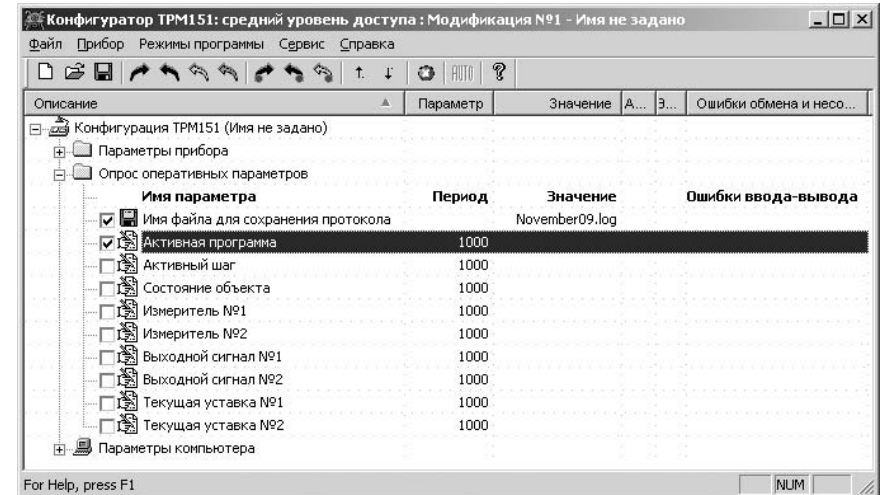 Конфигуратор ТРМ151: средний уровень доступа : Модификация №1 - Имя не задано
Файл Прибор Режимы программы Сервис Справка
AUTO
Описание Параметр Значение А... З... Ошибки обмена и несо...
Конфигурация ТРМ151 (Имя не задано)
Параметры прибора
Опрос оперативных параметров
Имя параметра Период Значение Ошибки ввода-вывода
Имя файла для сохранения протокола November09.log
Активная программа 1000
Активный шаг 1000
Состояние объекта 1000
Измеритель №1 1000
Измеритель №2 1000
Выходной сигнал №1 1000
Выходной сигнал №2 1000
Текущая уставка №1 1000
Текущая уставка №2 1000
Параметры компьютера
For Help, press F1 NUM